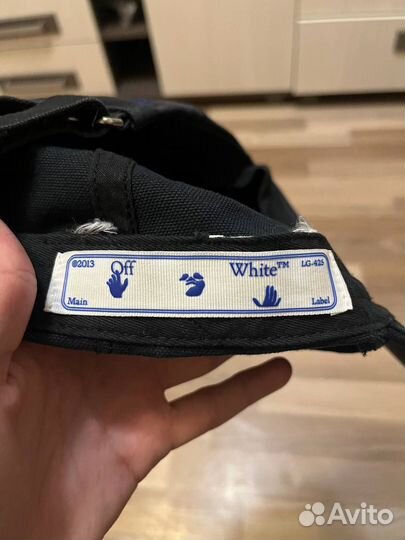 ©2013 Off White™ LG-425
Main Label
Avito